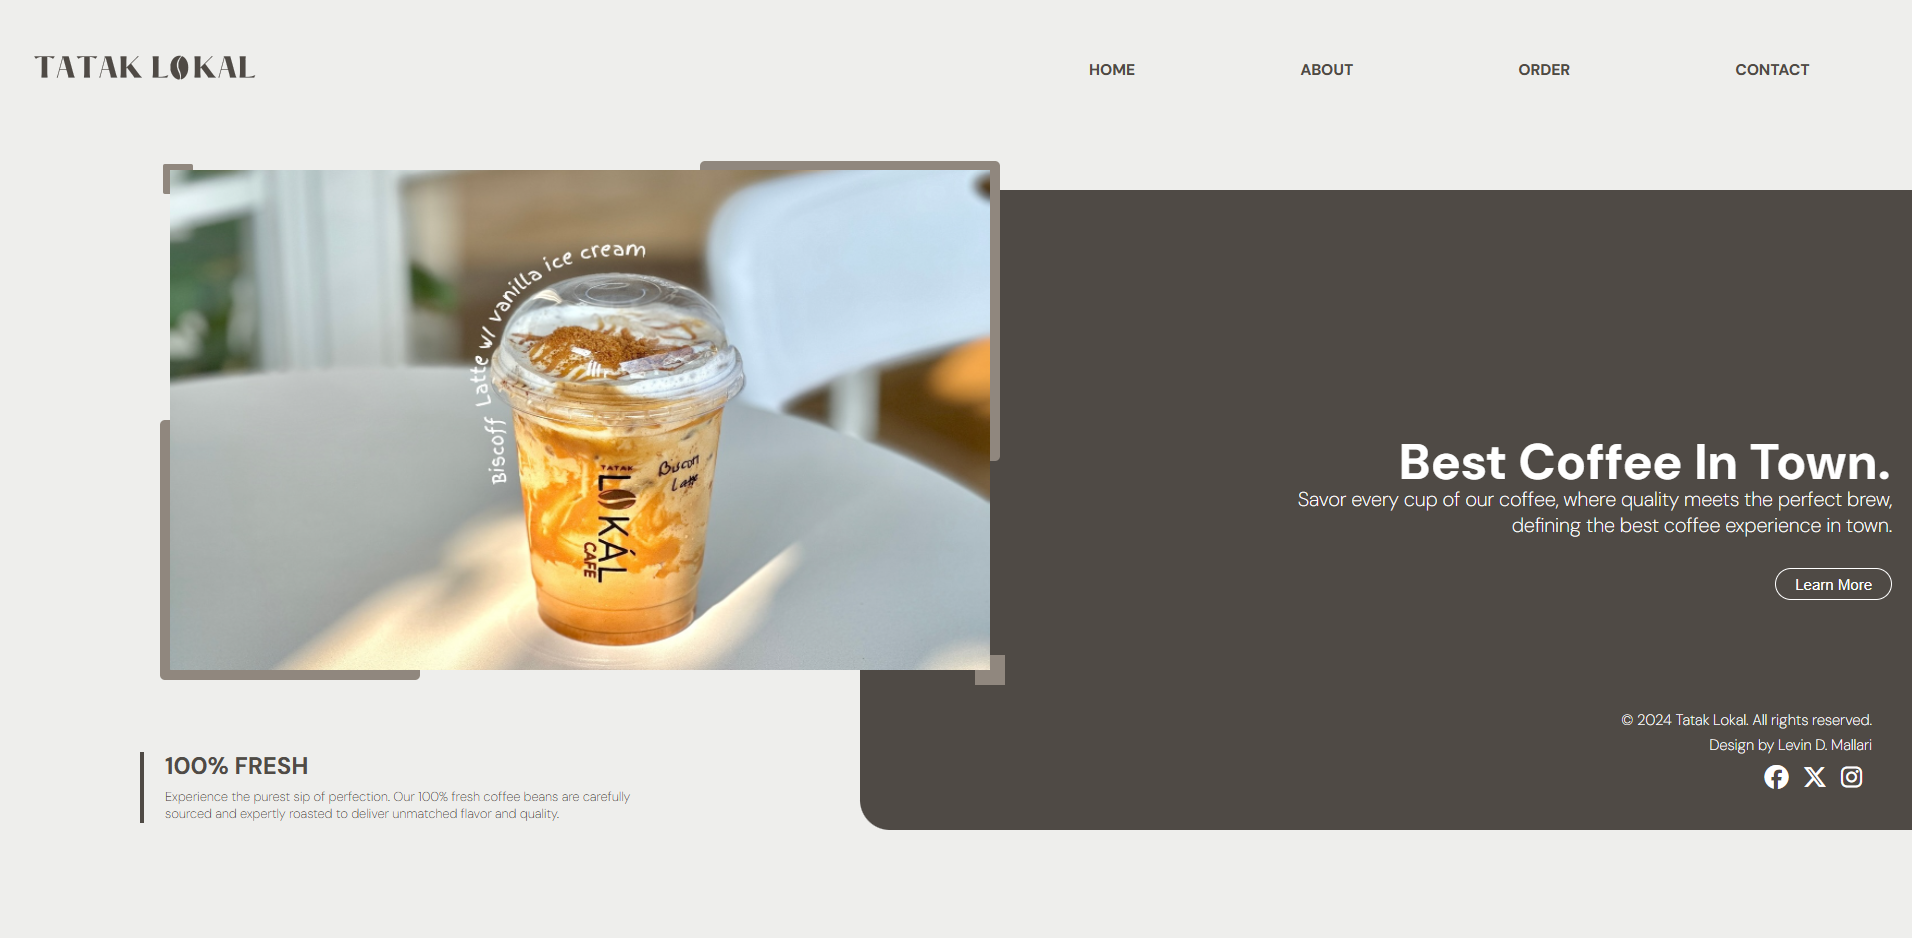 TATAK LOKAL
HOME
ABOUT
ORDER
CONTACT
Biscoff Latte w/ vanilla ice cream
TATAK
LOKÁL
CAFE
Biscoff
Latte
Best Coffee In Town.
Savor every cup of our coffee, where quality meets the perfect brew,
defining the best coffee experience in town.
Learn More
100% FRESH
Experience the purest sip of perfection. Our 100% fresh coffee beans are carefully
sourced and expertly roasted to deliver unmatched flavor and quality.
© 2024 Tatak Lokal. All rights reserved.
Design by Levin D. Mallari